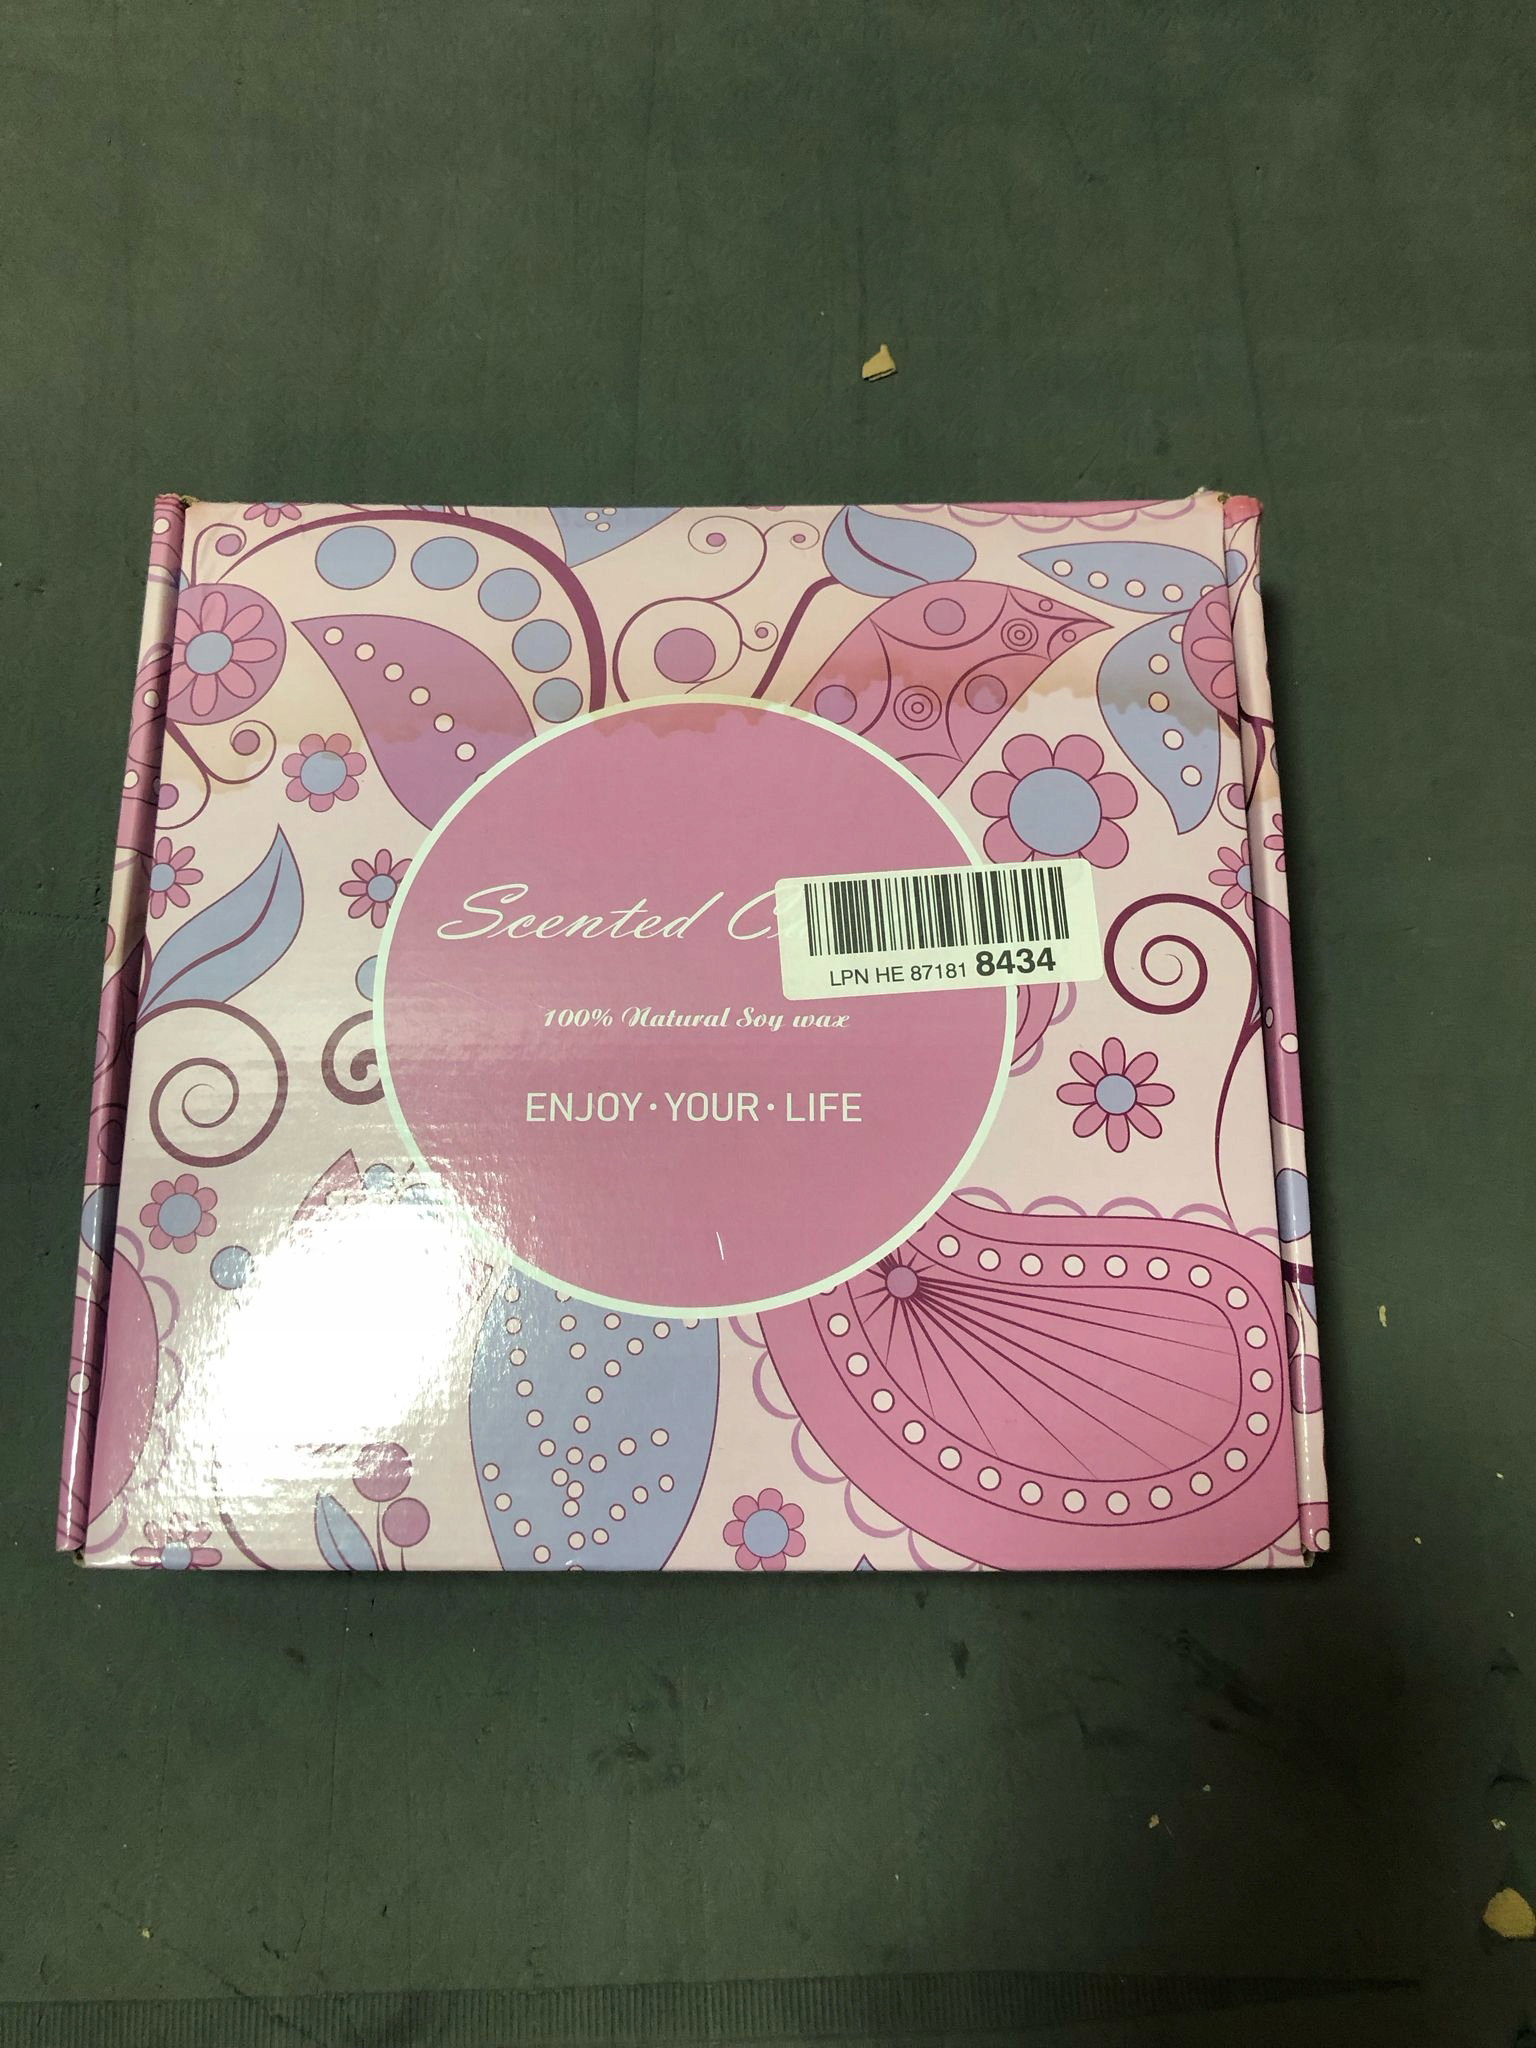 Scented
LPN HE 87181 8434
100% Natural Soy wax
ENJOY·YOUR·LIFE